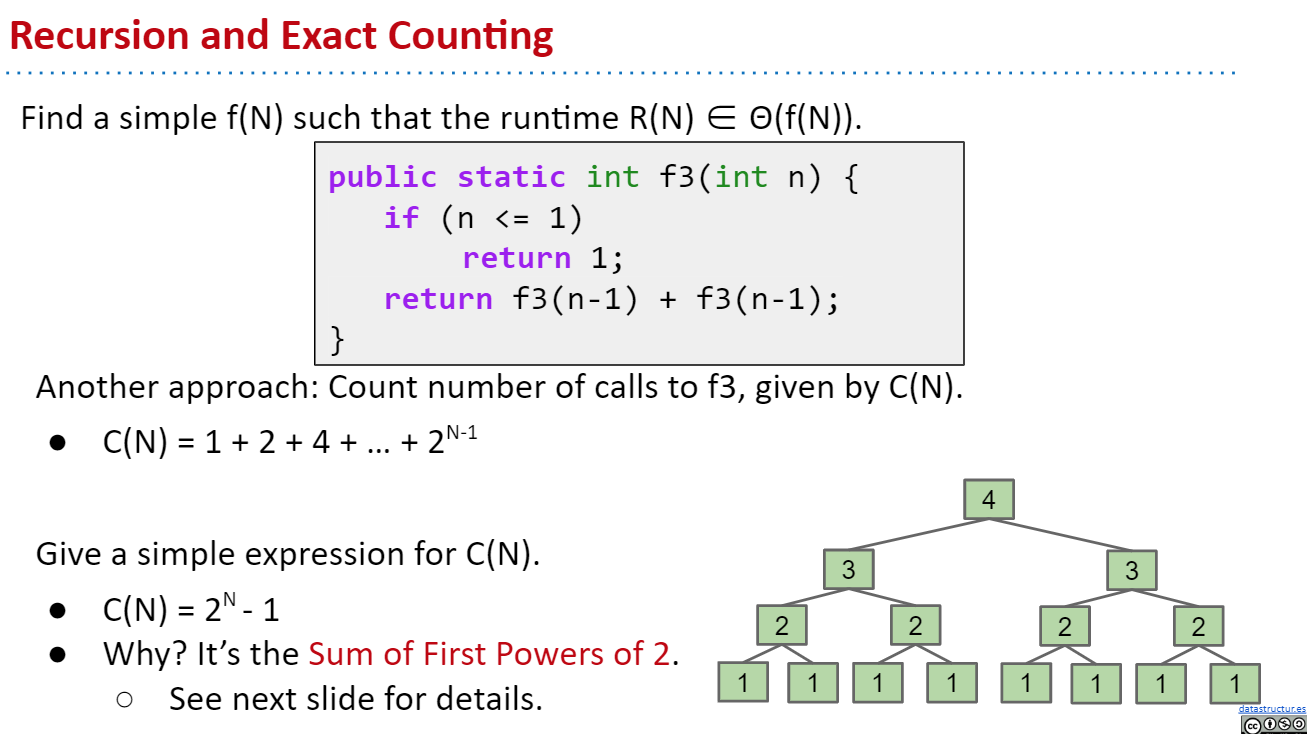 Recursion and Exact Counting
Find a simple f(N) such that the runtime R(N) ∈ Θ(f(N)).
public static int f3(int n) {
if (n <= 1)
return 1;
return f3(n-1) + f3(n-1);
}
Another approach: Count number of calls to f3, given by C(N).
● C(N) = 1 + 2 + 4 + … + 2^N-1
Give a simple expression for C(N).
● C(N) = 2^N - 1
● Why? It’s the Sum of First Powers of 2.
○ See next slide for details.
4
3 3
2 2 2 2
1 1 1 1 1 1 1 1
datastructur.es
cc